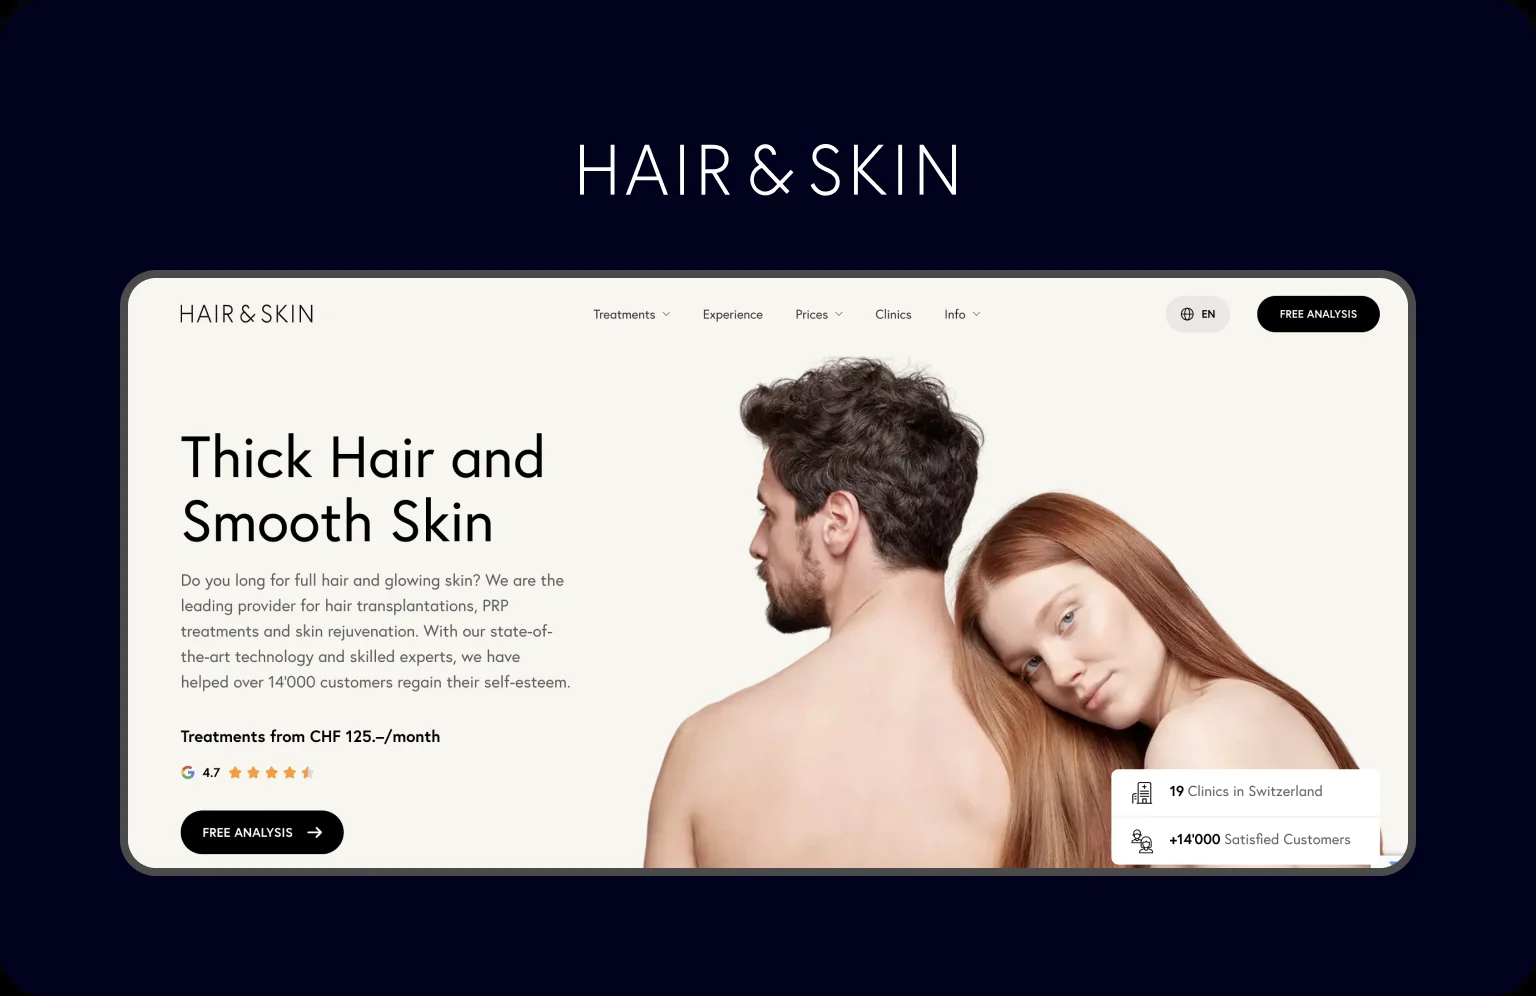 HAIR & SKIN
HAIR & SKIN
Treatments
Experience
Prices
Clinics
Info
EN
FREE ANALYSIS
Thick Hair and
Smooth Skin
Do you long for full hair and glowing skin? We are the
leading provider for hair transplantations, PRP
treatments and skin rejuvenation. With our state-of-
the-art technology and skilled experts, we have
helped over 14'000 customers regain their self-esteem.
Treatments from CHF 125.–/month
4.7
FREE ANALYSIS
19 Clinics in Switzerland
+14'000 Satisfied Customers